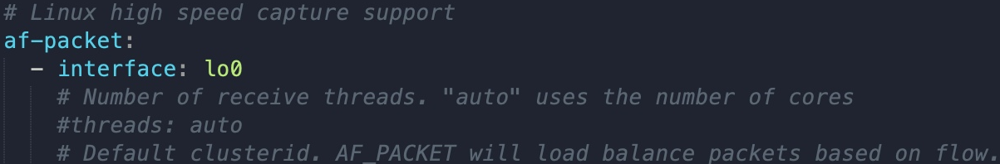 # Linux high speed capture support
af-packet:
- interface: lo0
# Number of receive threads. "auto" uses the number of cores
#threads: auto
# Default clusterid. AF_PACKET will load balance packets based on flow.